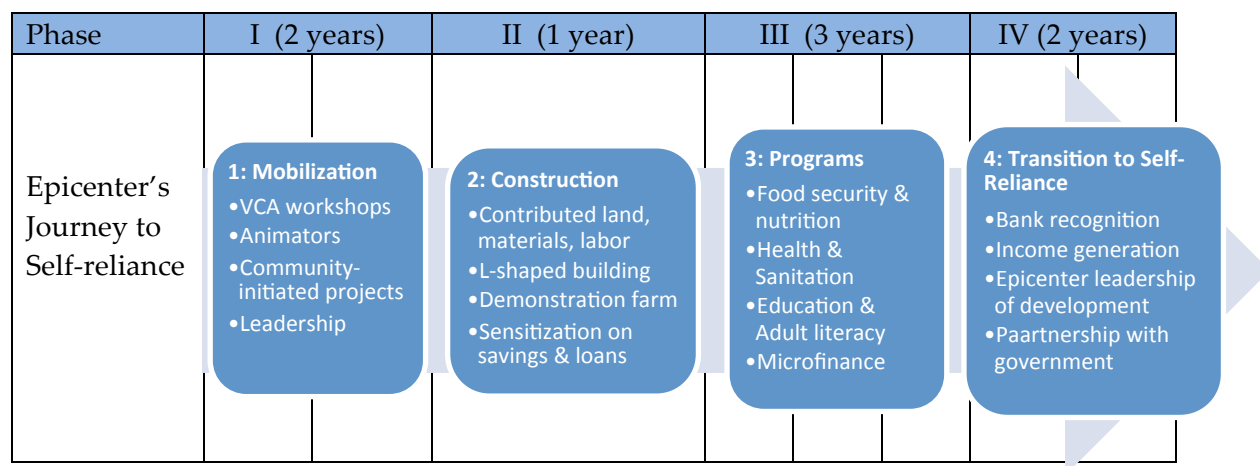 Phase
I (2 years)
II (1 year)
III (3 years)
IV (2 years)
Epicenter’s
Journey to
Self-reliance
1: Mobilization
•VCA workshops
•Animators
•Community-
initiated projects
•Leadership
2: Construction
•Contributed land,
materials, labor
•L-shaped building
•Demonstration farm
•Sensitization on
savings & loans
3: Programs
•Food security &
nutrition
•Health &
Sanitation
•Education &
Adult literacy
•Microfinance
4: Transition to Self-
Reliance
•Bank recognition
•Income generation
•Epicenter leadership
of development
•Paartnership with
government